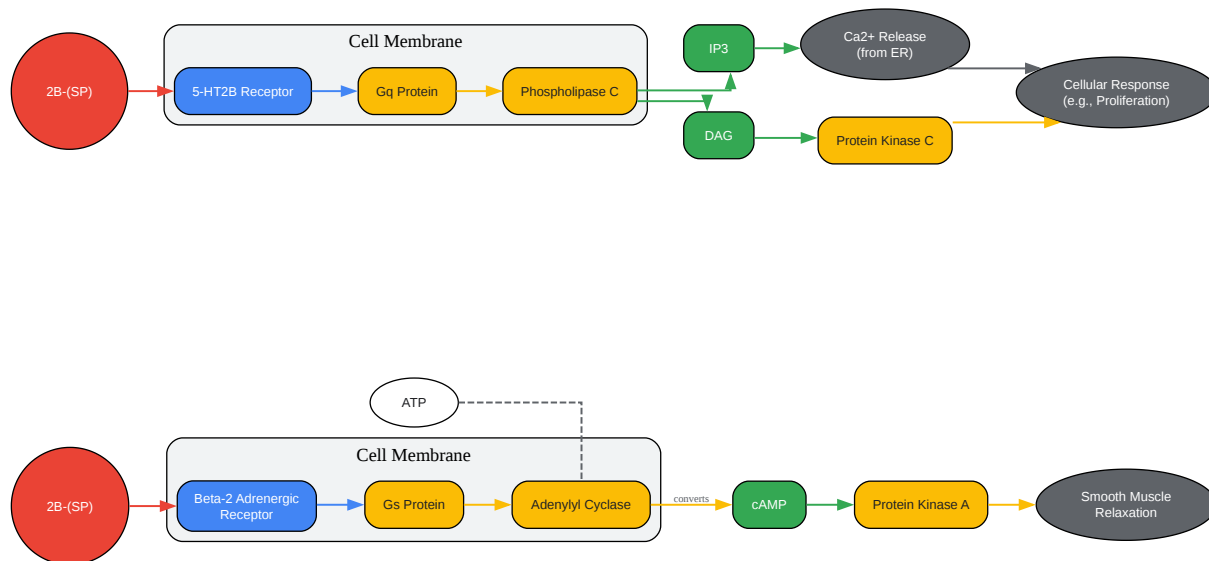 Cell Membrane
2B-(SP)
5-HT2B Receptor
Gq Protein
Phospholipase C
IP3
Ca2+ Release
(from ER)
DAG
Protein Kinase C
Cellular Response
(e.g., Proliferation)
ATP
Cell Membrane
2B-(SP)
Beta-2 Adrenergic
Receptor
Gs Protein
Adenylyl Cyclase
converts
cAMP
Protein Kinase A
Smooth Muscle
Relaxation